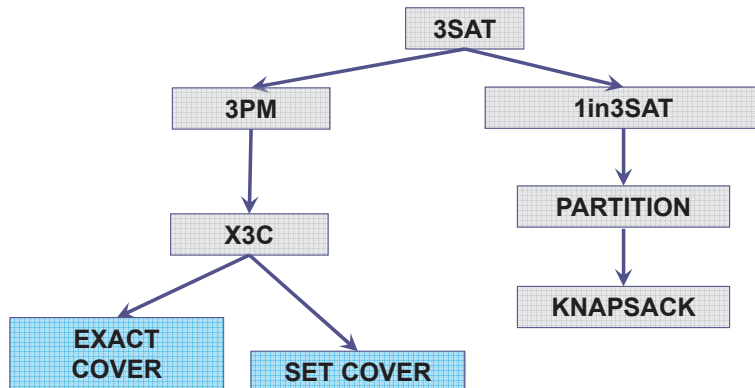 3SAT
3PM
1in3SAT
PARTITION
X3C
KNAPSACK
EXACT
COVER
SET COVER